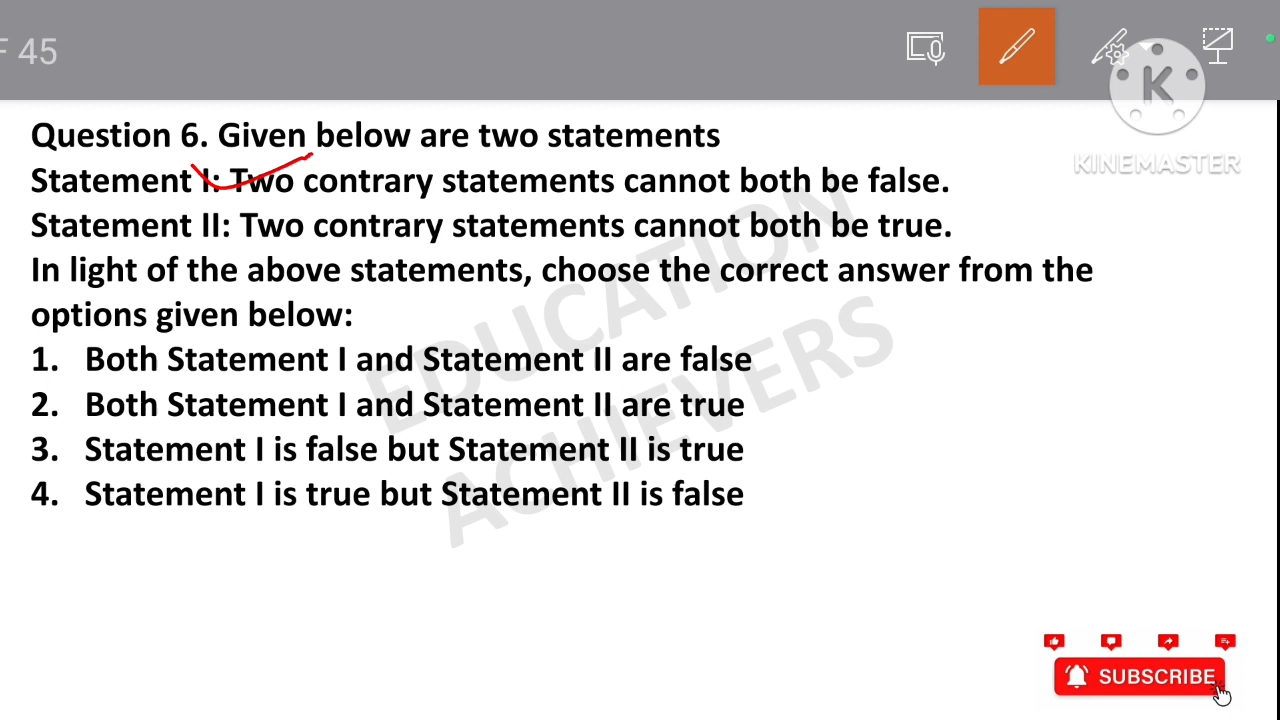 F 45
K
KINEMASTER
Question 6. Given below are two statements
Statement I: Two contrary statements cannot both be false.
Statement II: Two contrary statements cannot both be true.
In light of the above statements, choose the correct answer from the
options given below:
1. Both Statement I and Statement II are false
2. Both Statement I and Statement II are true
3. Statement I is false but Statement II is true
4. Statement I is true but Statement II is false
EDUCATION
ACHIEVERS
SUBSCRIBE